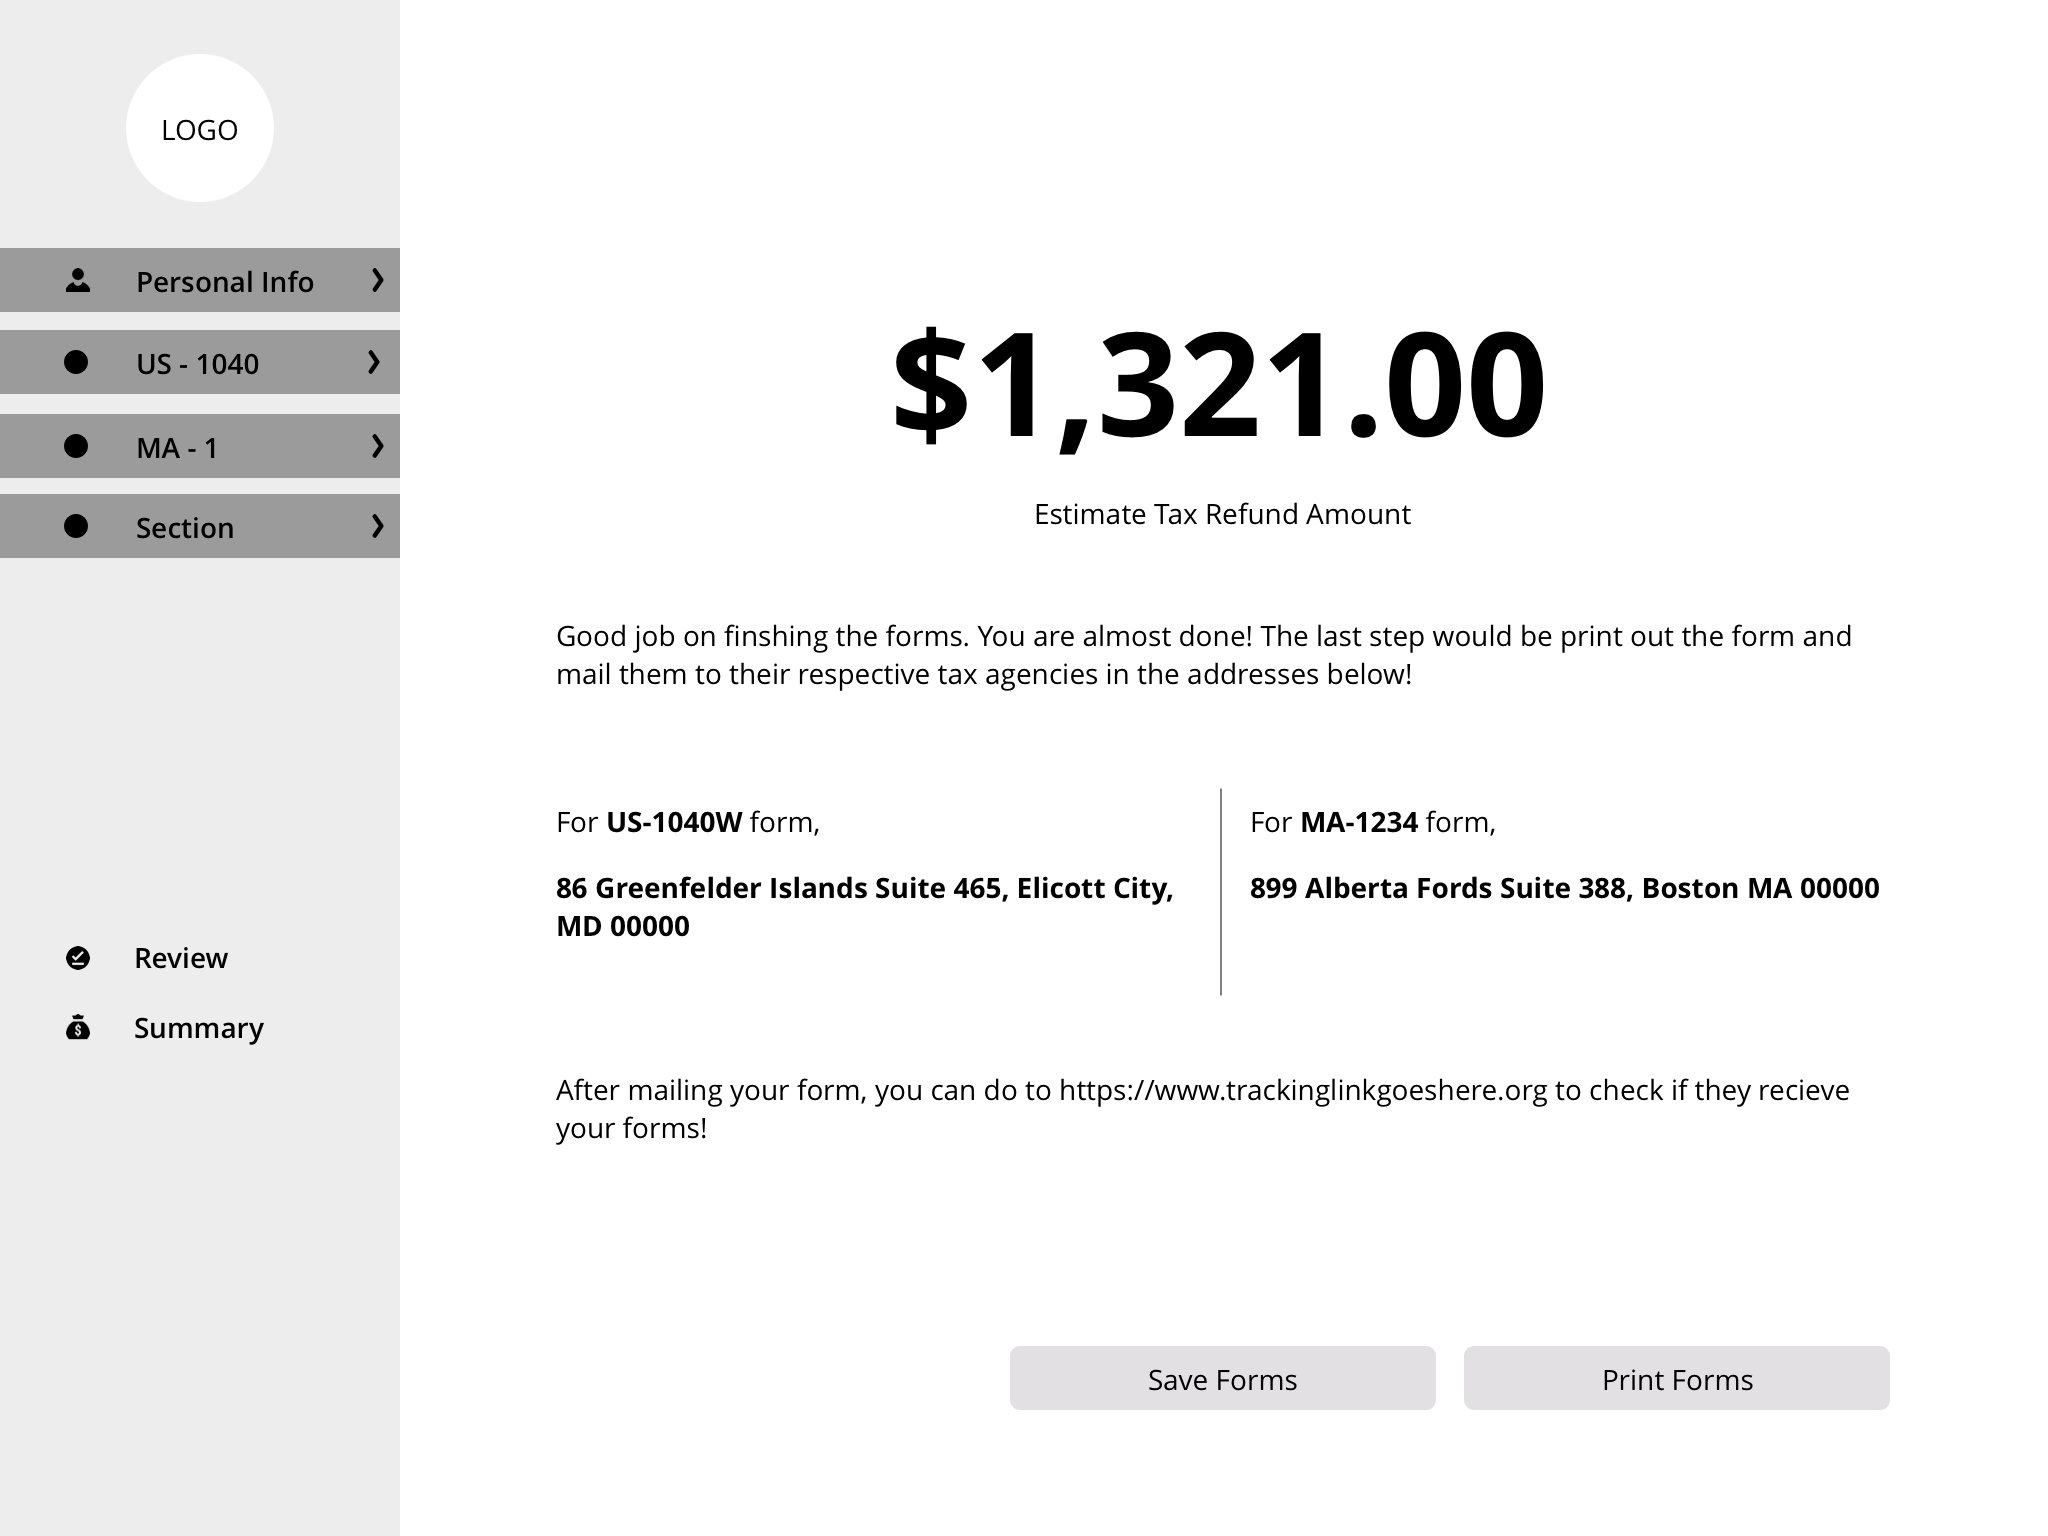 LOGO
Personal Info
US - 1040
MA - 1
Section
Review
Summary
$1,321.00
Estimate Tax Refund Amount
Good job on finshing the forms. You are almost done! The last step would be print out the form and
mail them to their respective tax agencies in the addresses below!
For US-1040W form,
86 Greenfelder Islands Suite 465, Elicott City,
MD 00000
For MA-1234 form,
899 Alberta Fords Suite 388, Boston MA 00000
After mailing your form, you can do to https://www.trackinglinkgoeshere.org to check if they recieve
your forms!
Save Forms
Print Forms